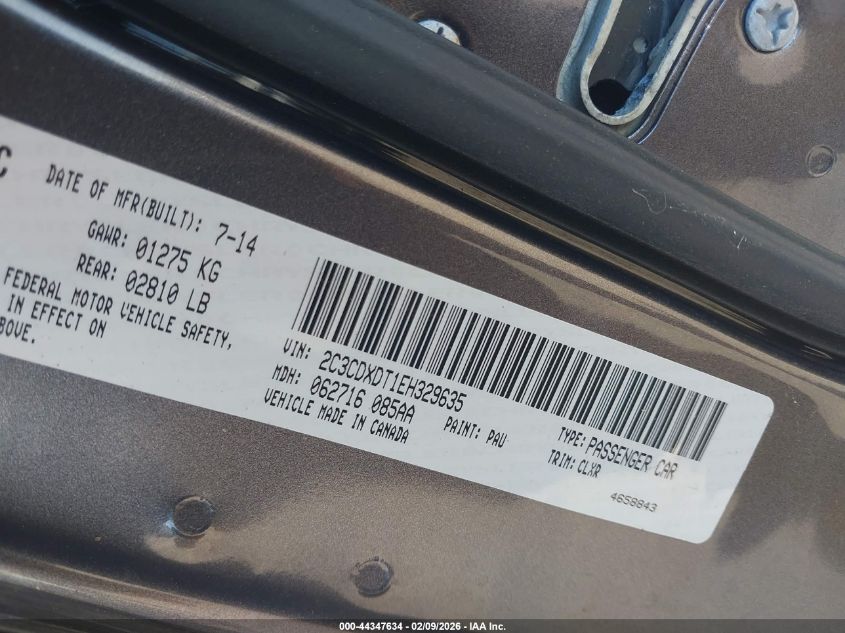 C
DATE OF MFR(BUILT): 7-14
GAWR: 01275 KG
REAR: 02810 LB
FEDERAL MOTOR VEHICLE SAFETY,
IN EFFECT ON
BOVE.
VIN: 2C3CDXDT1EH329635
MDH: 062716 085AA
VEHICLE MADE IN CANADA
PAINT: PAU
TYPE: PASSENGER CAR
TRIM: CLXR
4658843
000-44347634 - 02/09/2026 - IAA Inc.